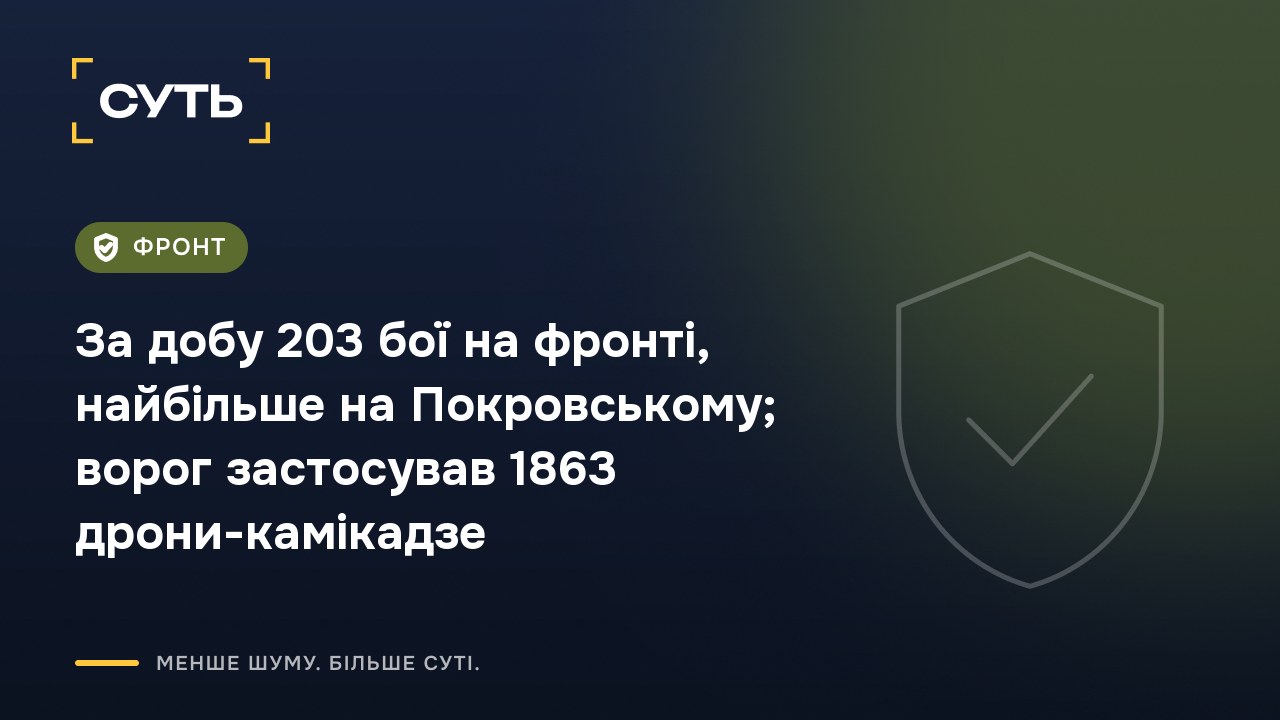 СУТЬ
ФРОНТ
За добу 203 бої на фронті,
найбільше на Покровському;
ворог застосував 1863
дрони-камікадзе
МЕНШЕ ШУМУ. БІЛЬШЕ СУТІ.